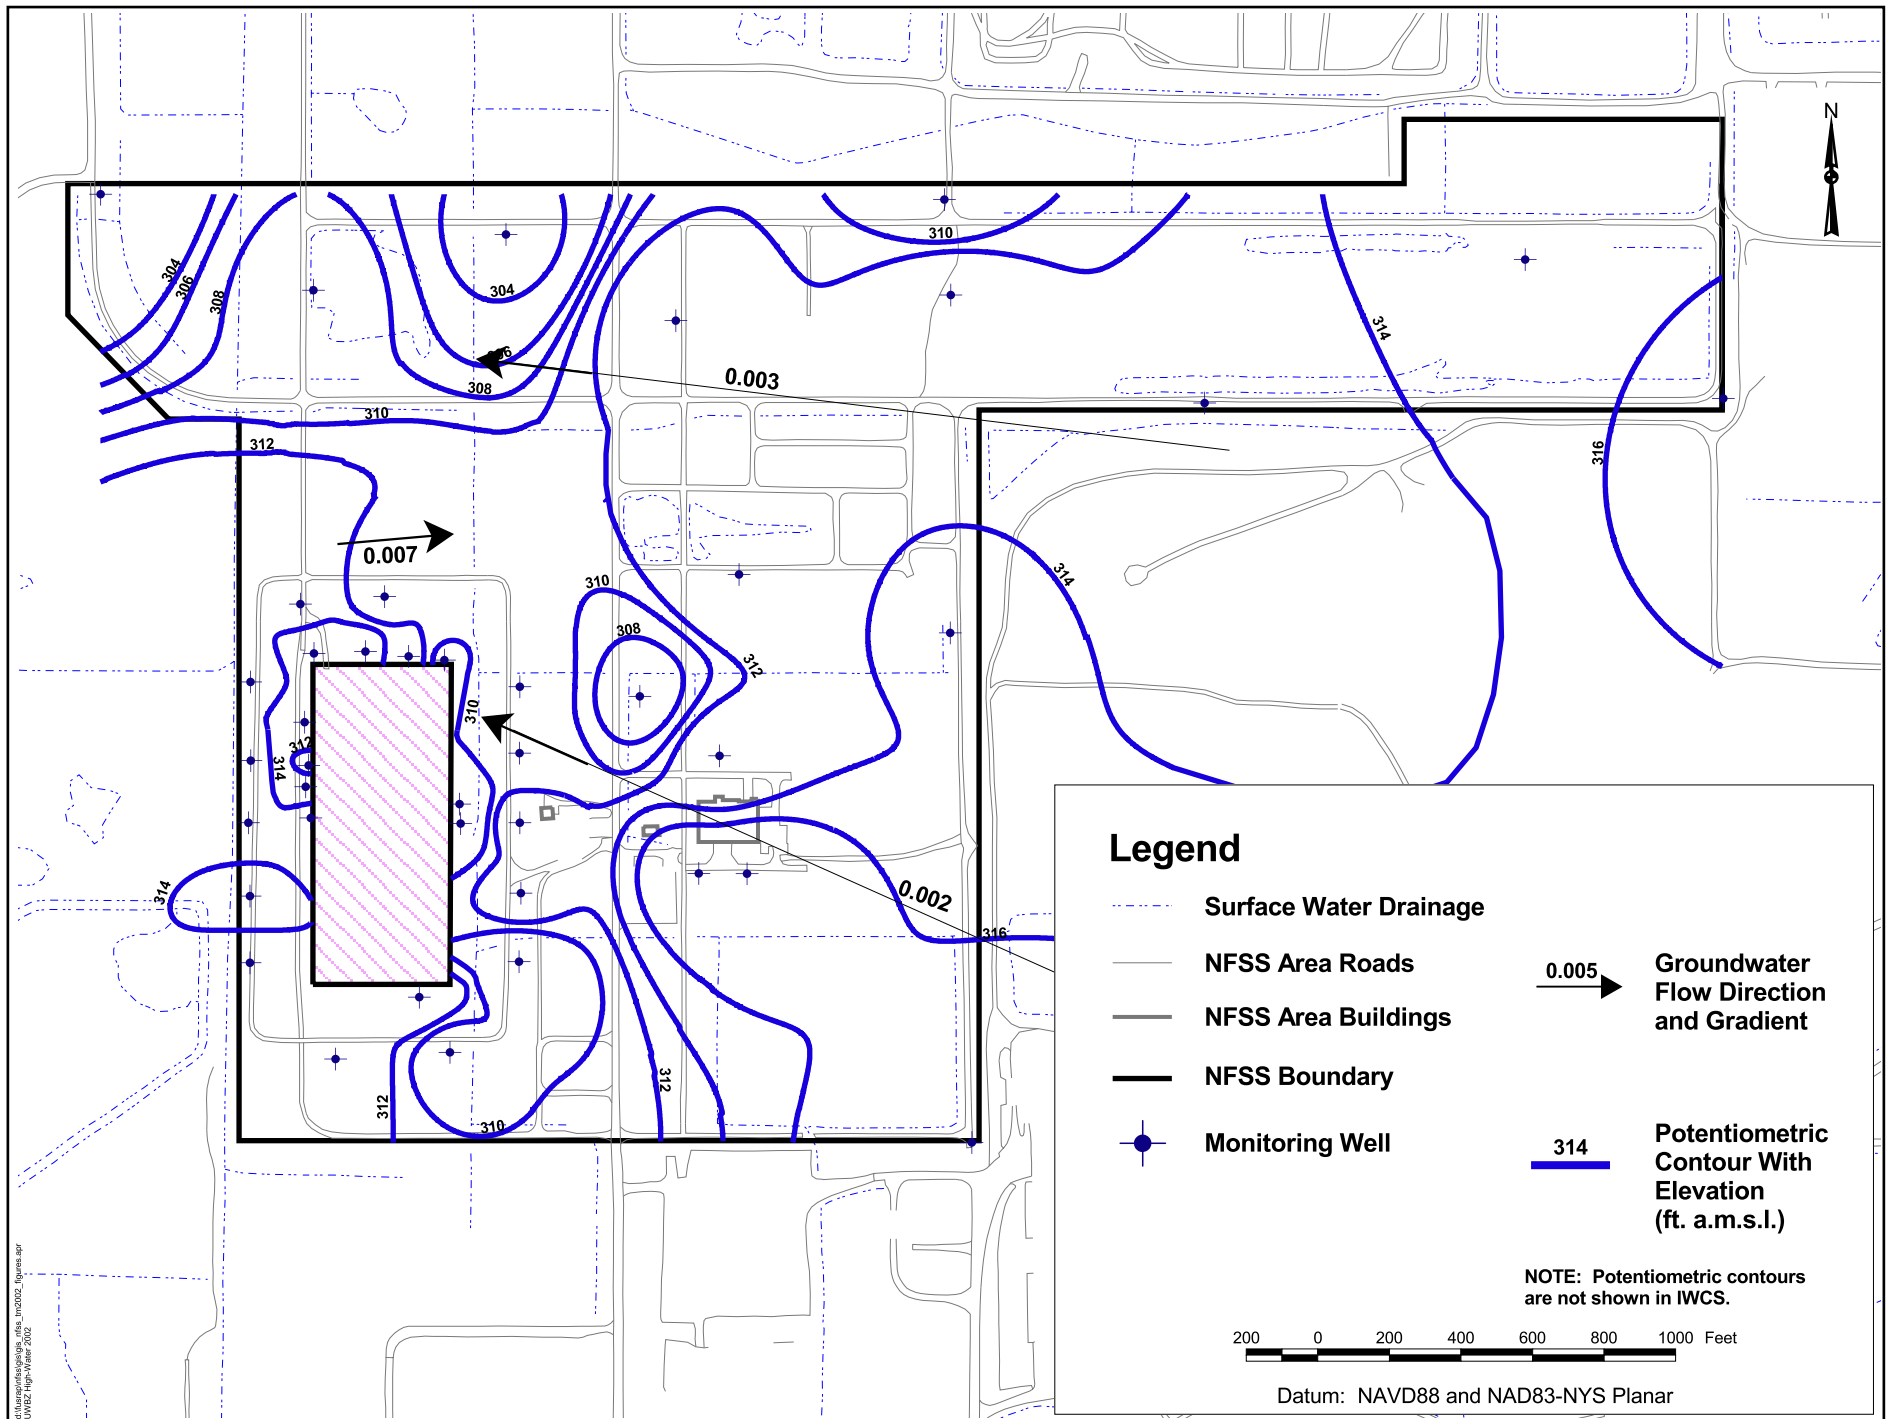 N
304
306
308
304
308
310
310
312
314
316
0.003
0.007
310
308
312
314
310
312
314
314
0.002
316
312
312
310
Legend
Surface Water Drainage
NFSS Area Roads
NFSS Area Buildings
NFSS Boundary
Monitoring Well
0.005
Groundwater
Flow Direction
and Gradient
314
Potentiometric
Contour With
Elevation
(ft. a.m.s.l.)
NOTE: Potentiometric contours
are not shown in IWCS.
200 0 200 400 600 800 1000 Feet
Datum: NAVD88 and NAD83-NYS Planar
UWBZ High-Water 2002